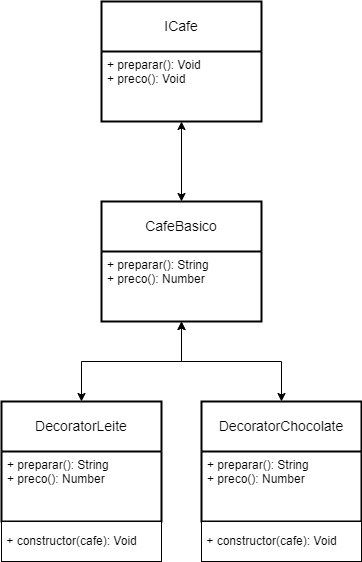 ICafe
+ preparar(): Void
+ preco(): Void
CafeBasico
+ preparar(): String
+ preco(): Number
DecoratorLeite
+ preparar(): String
+ preco(): Number
+ constructor(cafe): Void
DecoratorChocolate
+ preparar(): String
+ preco(): Number
+ constructor(cafe): Void